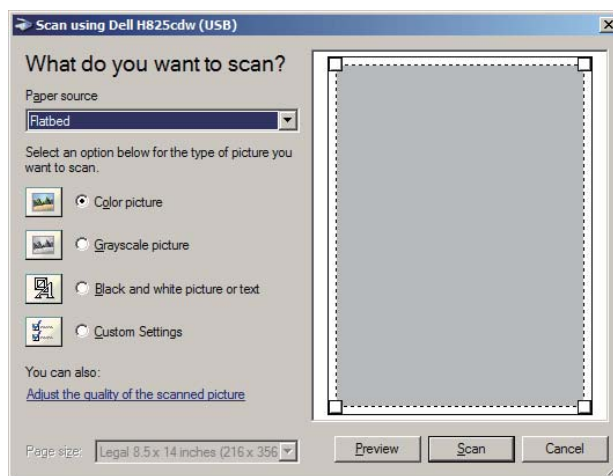 Scan using Dell H825cdw (USB)
What do you want to scan?
Paper source
Flatbed
Select an option below for the type of picture you
want to scan.
Color picture
Grayscale picture
Black and white picture or text
Custom Settings
You can also:
Adjust the quality of the scanned picture
Page size: Legal 8.5 x 14 inches (216 x 356
Preview Scan Cancel